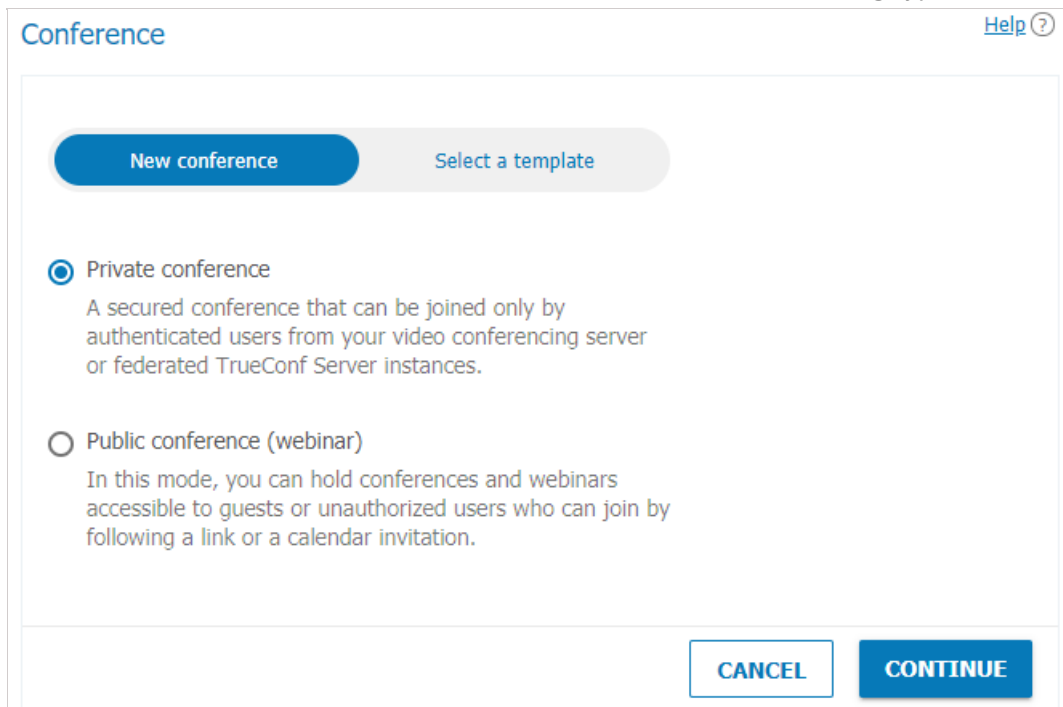 Conference
Help ?
New conference
Select a template
Private conference
A secured conference that can be joined only by
authenticated users from your video conferencing server
or federated TrueConf Server instances.
Public conference (webinar)
In this mode, you can hold conferences and webinars
accessible to guests or unauthorized users who can join by
following a link or a calendar invitation.
CANCEL
CONTINUE